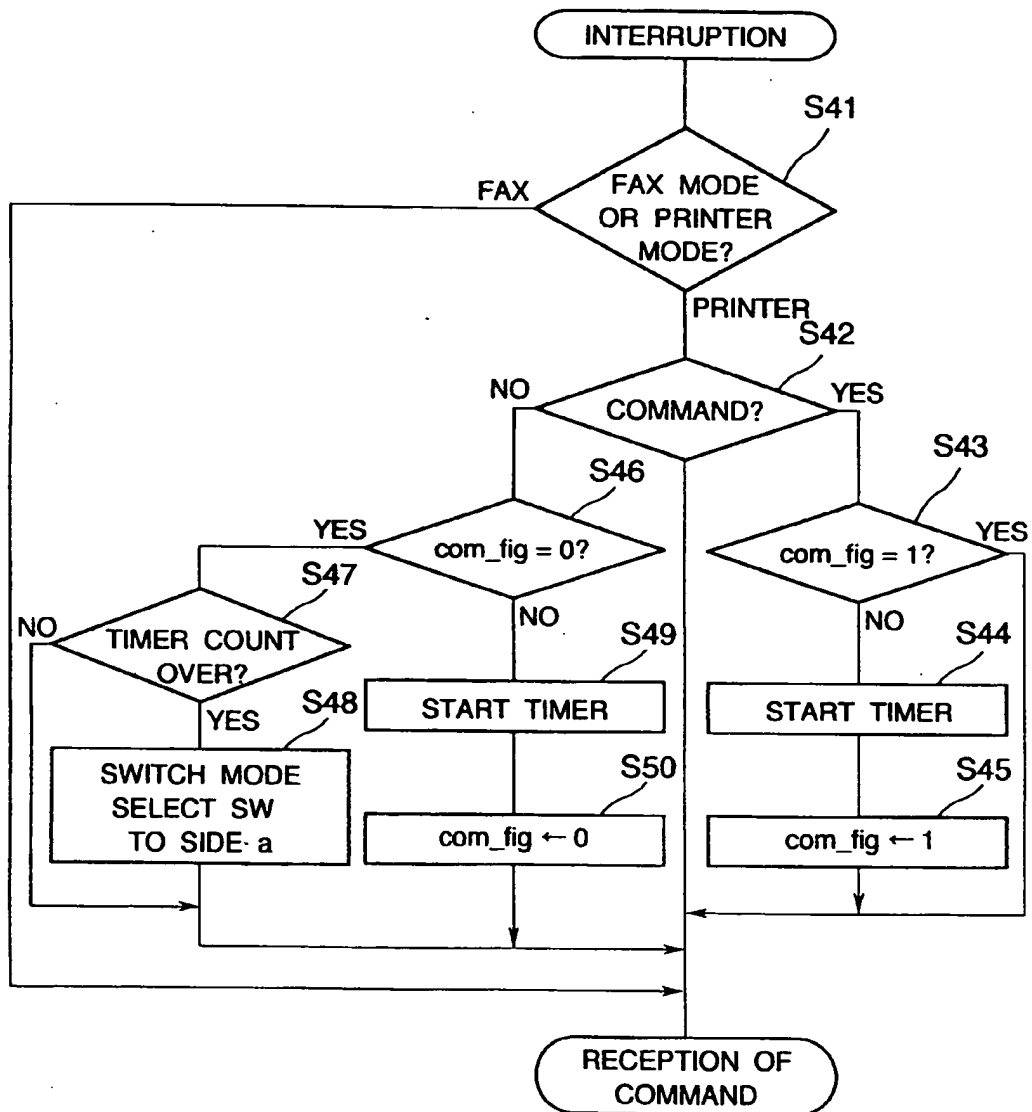 INTERRUPTION
S41
FAX MODE
OR PRINTER
MODE?
FAX
PRINTER
S42
NO
COMMAND?
YES
S46
S43
YES
com_fig = 0?
com_fig = 1?
YES
S47
NO
NO
NO
TIMER COUNT
OVER?
S49
S44
YES
S48
START TIMER
START TIMER
SWITCH MODE
SELECT SW
TO SIDE a
S50
S45
com_fig ← 0
com_fig ← 1
RECEPTION OF
COMMAND